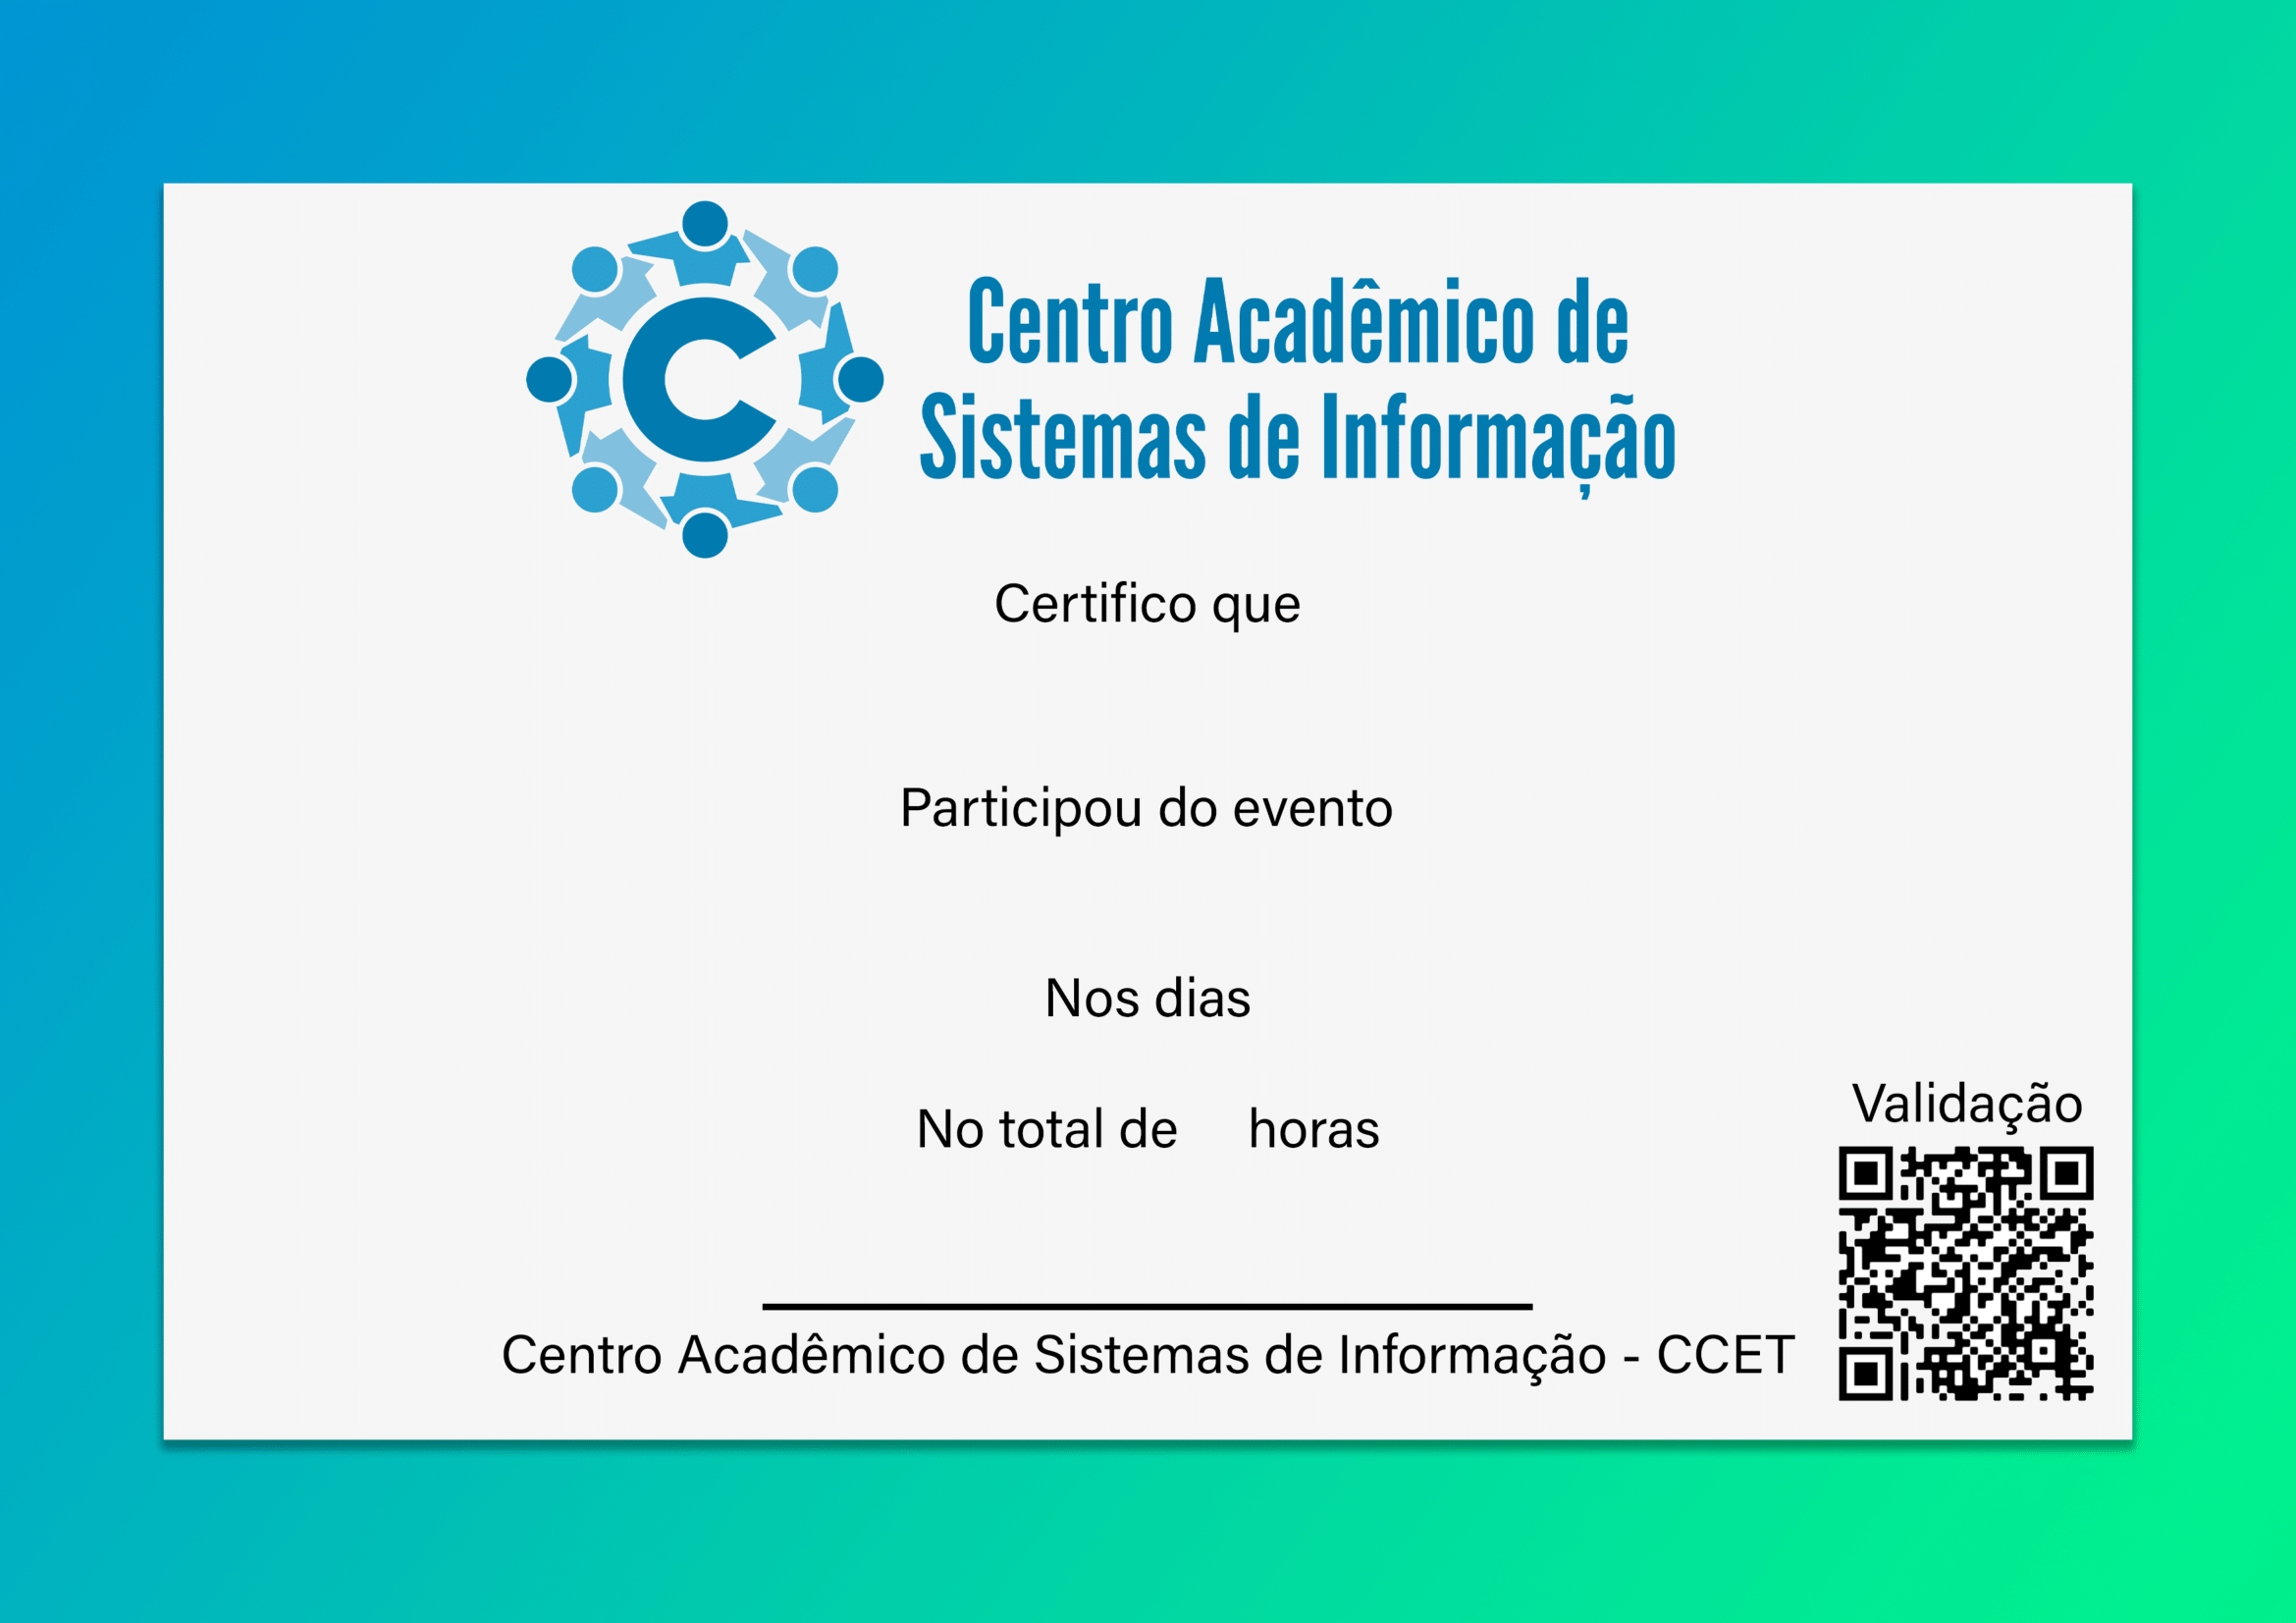 C
Centro Acadêmico de
Sistemas de Informação
Certifico que
Participou do evento
Nos dias
No total de horas
Validação
Centro Acadêmico de Sistemas de Informação - CCET